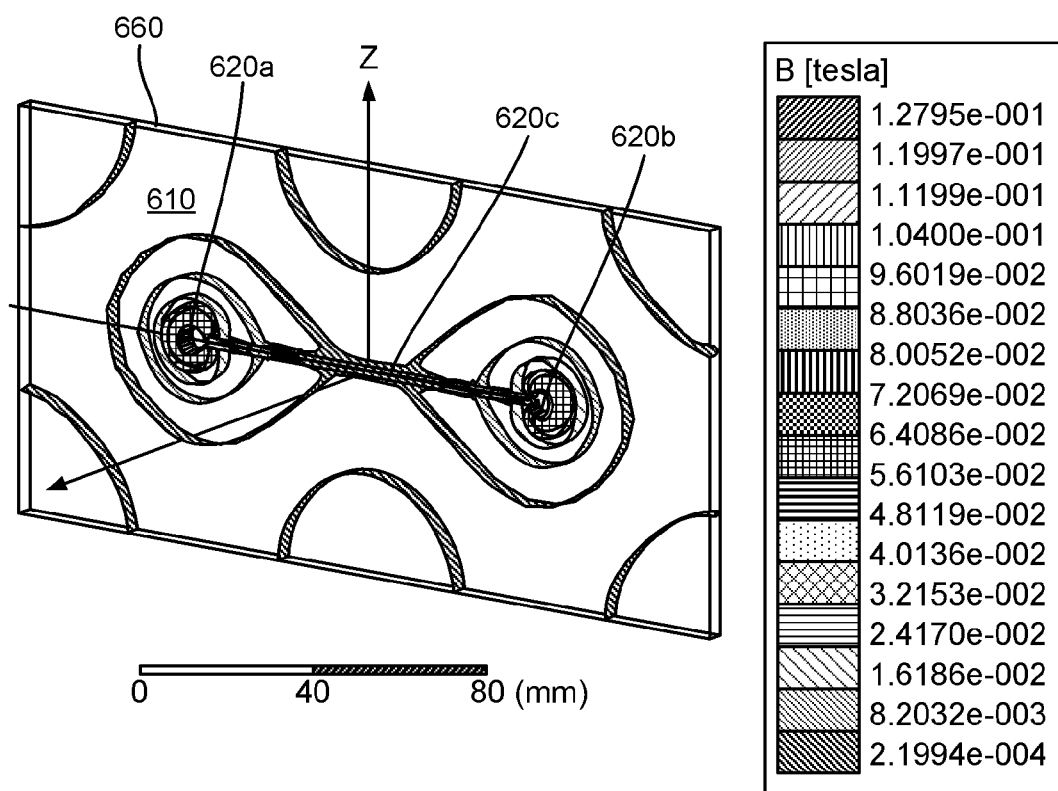 660
620a
Z
620c
620b
610
0 40 80 (mm)
B [tesla]
1.2795e-001
1.1997e-001
1.1199e-001
1.0400e-001
9.6019e-002
8.8036e-002
8.0052e-002
7.2069e-002
6.4086e-002
5.6103e-002
4.8119e-002
4.0136e-002
3.2153e-002
2.4170e-002
1.6186e-002
8.2032e-003
2.1994e-004